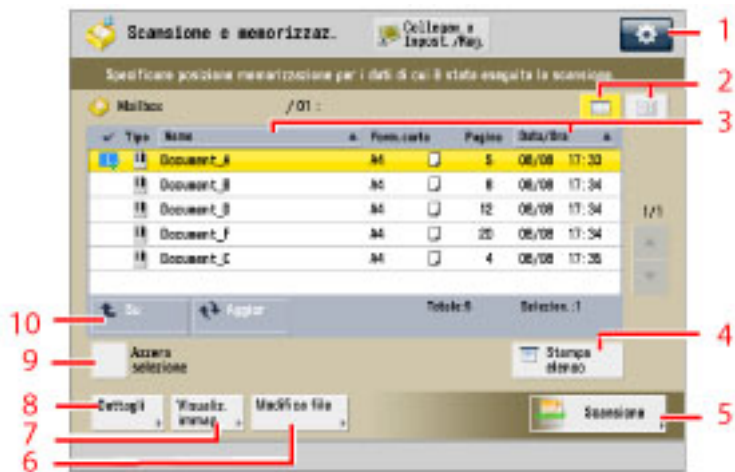 Scansione e memorizzaz.
Collegam. a
Impost./Reg.
1
Specificare posizione memorizzazione per i dati di cui è stata eseguita la scansione.
2
Mailbox /01 :
3
Tipo Nome Form.carta Pagine Data/Ora
1 Document_A A4 5 08/08 17:33
Document_B A4 8 08/08 17:34
Document_D A4 12 08/08 17:34
Document_F A4 20 08/08 17:34
Document_C A4 4 08/08 17:35
1/1
10
Su Aggior Totale:5 Selezion.:1
4
9
Azzera
selezione
Stampa
elenco
8
Dettagli
7
Visualiz.
immag.
6
Modifica file
Scansione
5